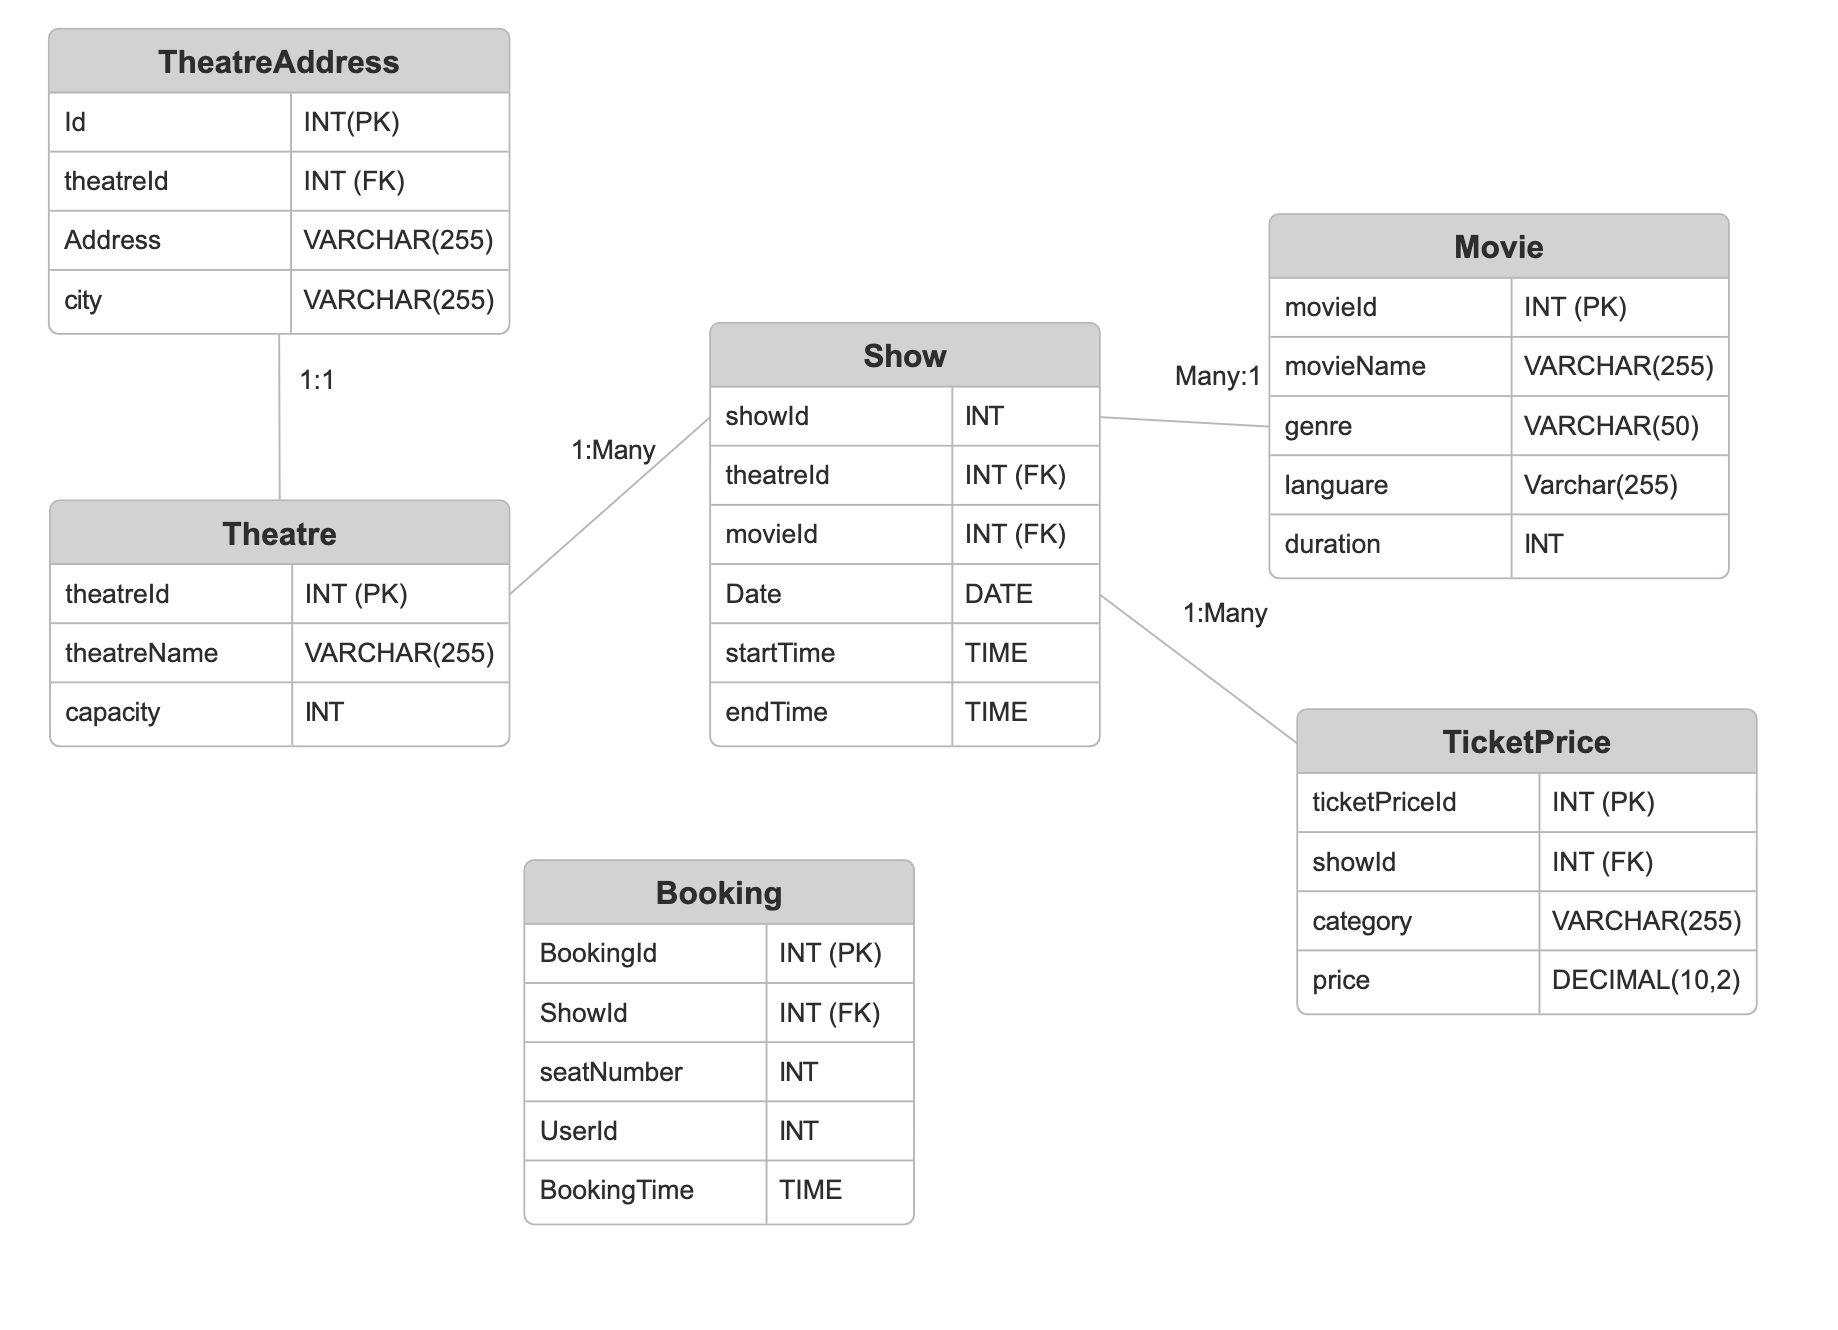 TheatreAddress
Id INT(PK)
theatreId INT (FK)
Address VARCHAR(255)
city VARCHAR(255)
1:1
Theatre
theatreId INT (PK)
theatreName VARCHAR(255)
capacity INT
1:Many
Show
showId INT
theatreId INT (FK)
movieId INT (FK)
Date DATE
startTime TIME
endTime TIME
Many:1
Movie
movieId INT (PK)
movieName VARCHAR(255)
genre VARCHAR(50)
languare Varchar(255)
duration INT
1:Many
TicketPrice
ticketPriceId INT (PK)
showId INT (FK)
category VARCHAR(255)
price DECIMAL(10,2)
Booking
BookingId INT (PK)
ShowId INT (FK)
seatNumber INT
UserId INT
BookingTime TIME